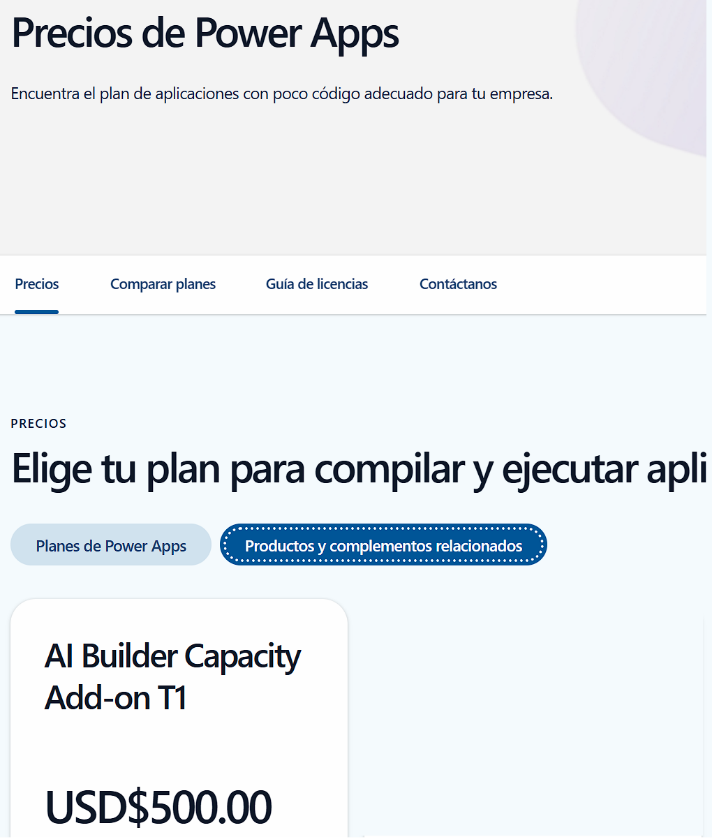 Precios de Power Apps
Encuentra el plan de aplicaciones con poco código adecuado para tu empresa.
Precios
Comparar planes
Guía de licencias
Contáctanos
PRECIOS
Elige tu plan para compilar y ejecutar apli
Planes de Power Apps
Productos y complementos relacionados
AI Builder Capacity
Add-on T1
USD$500.00